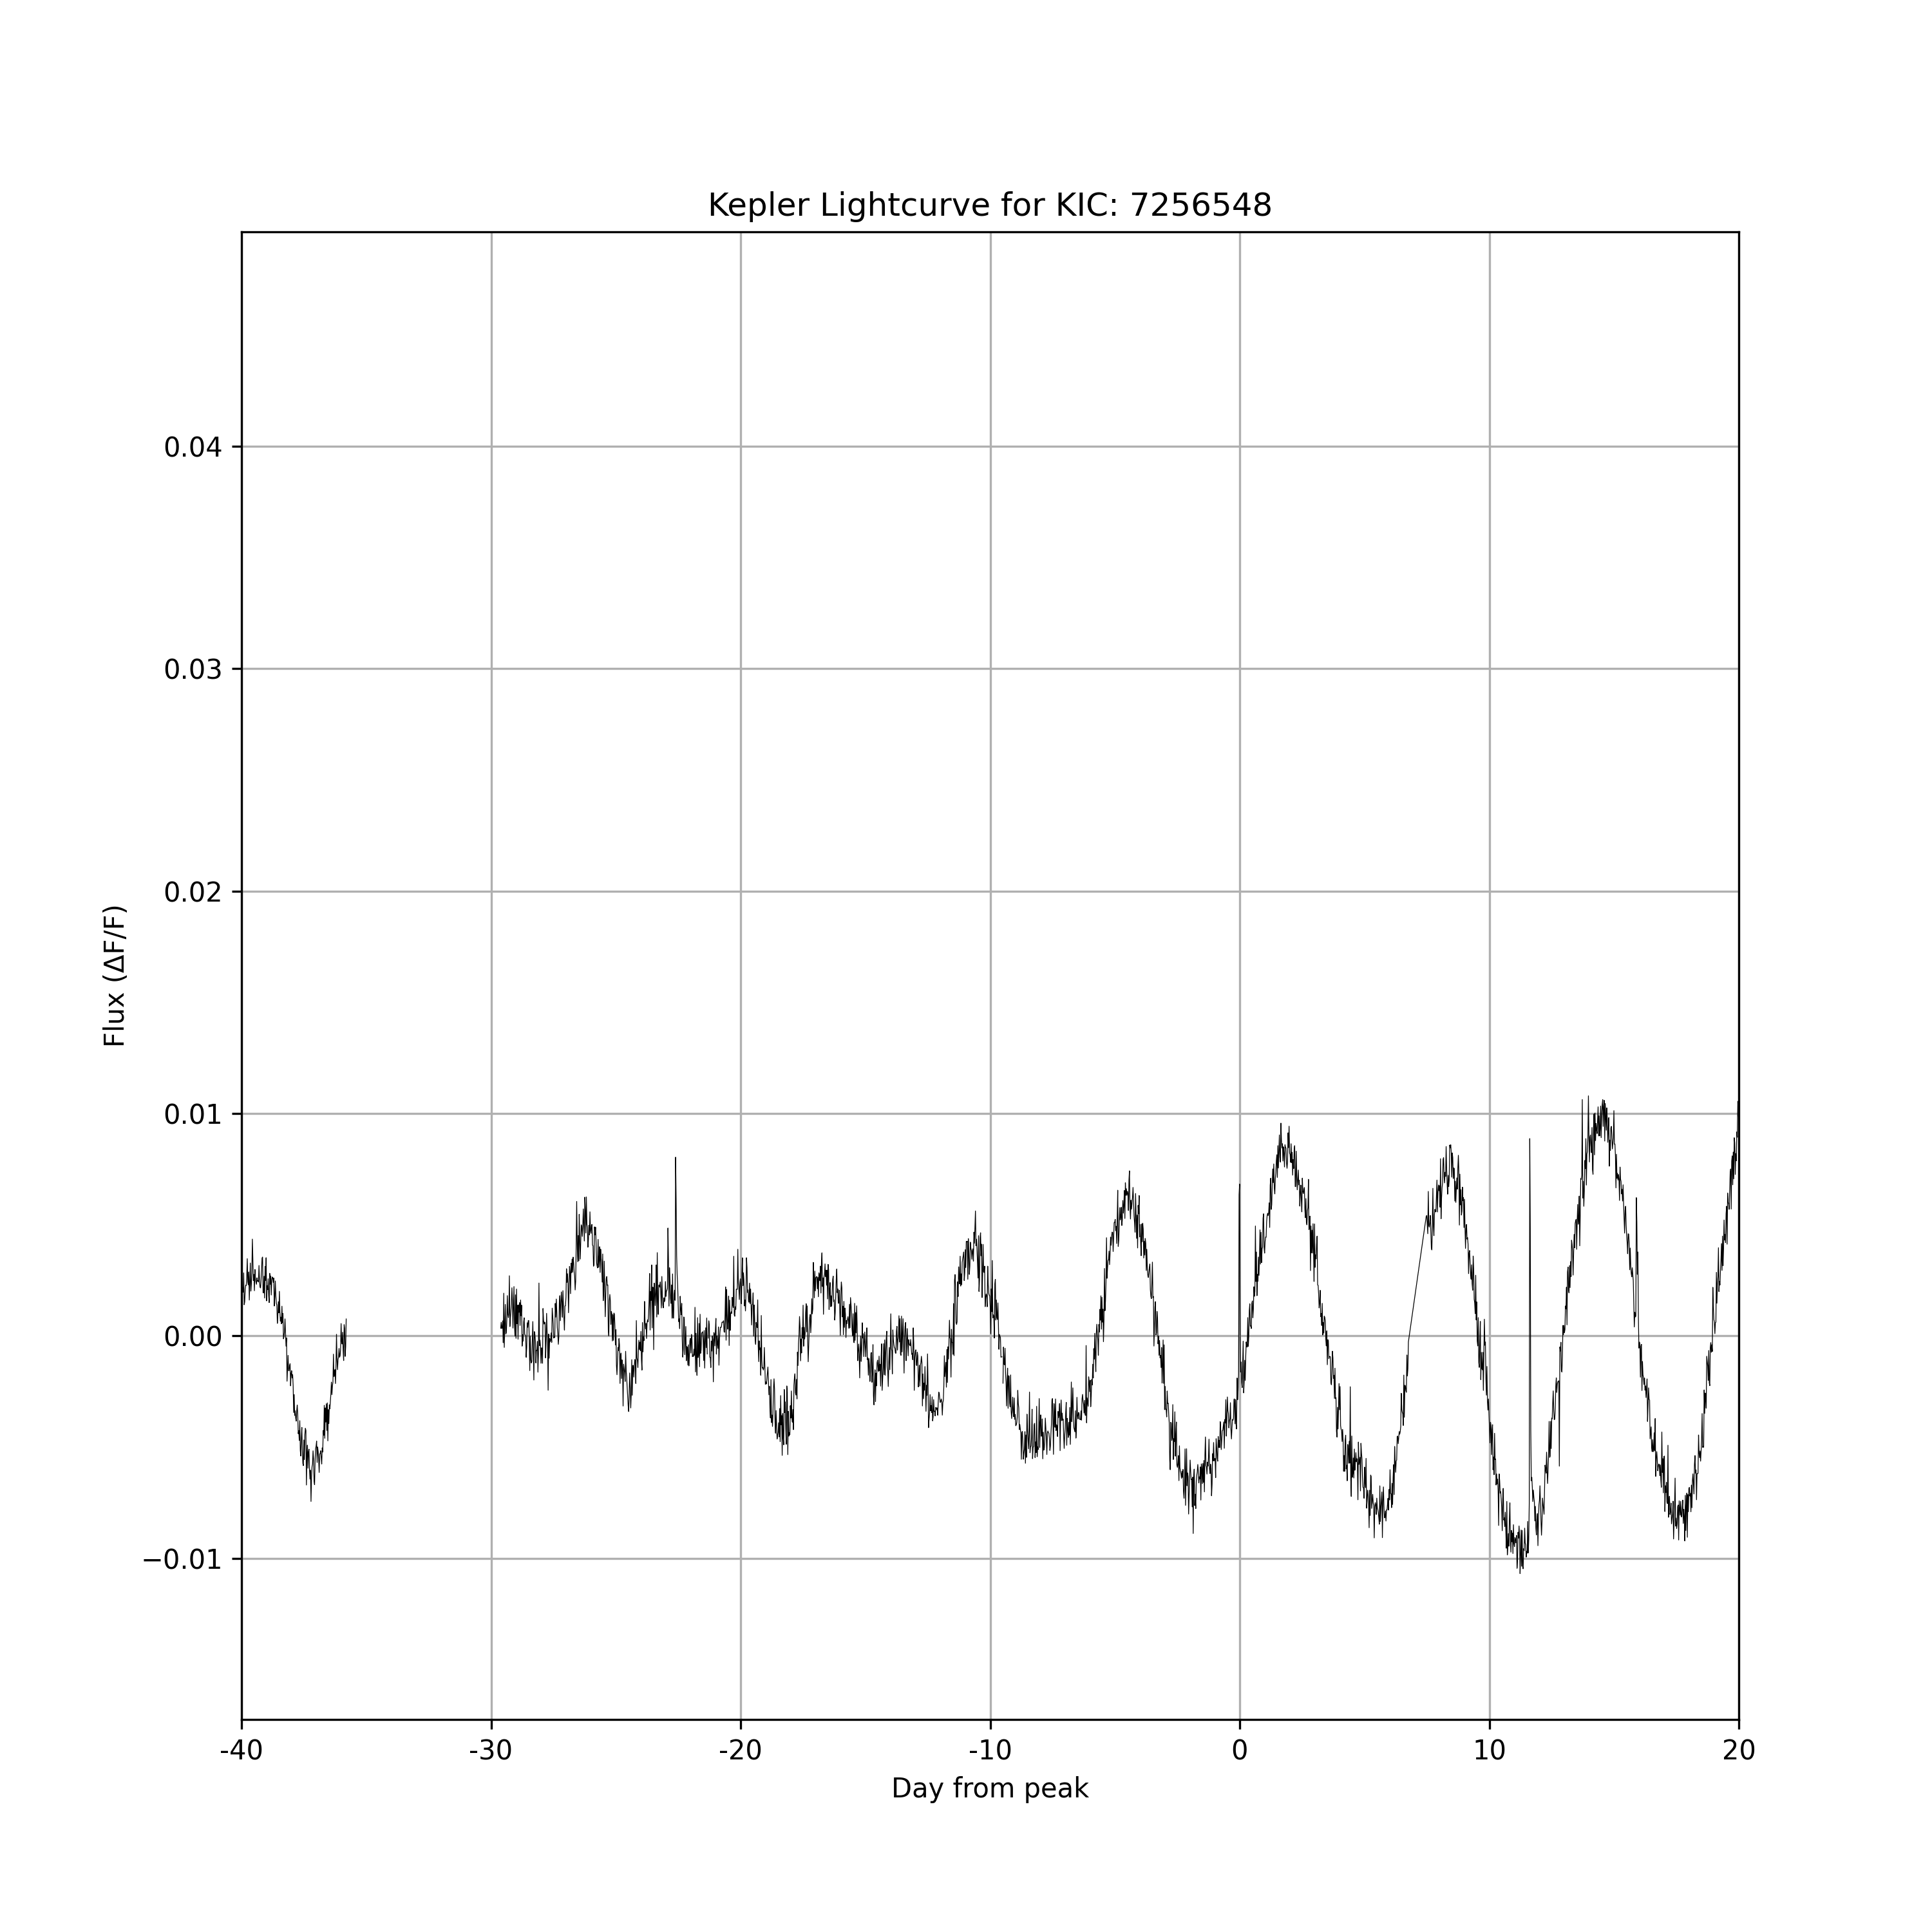 Kepler Lightcurve for KIC: 7256548
Flux (ΔF/F)
0.04
0.03
0.02
0.01
0.00
−0.01
-40 -30 -20 -10 0 10 20
Day from peak